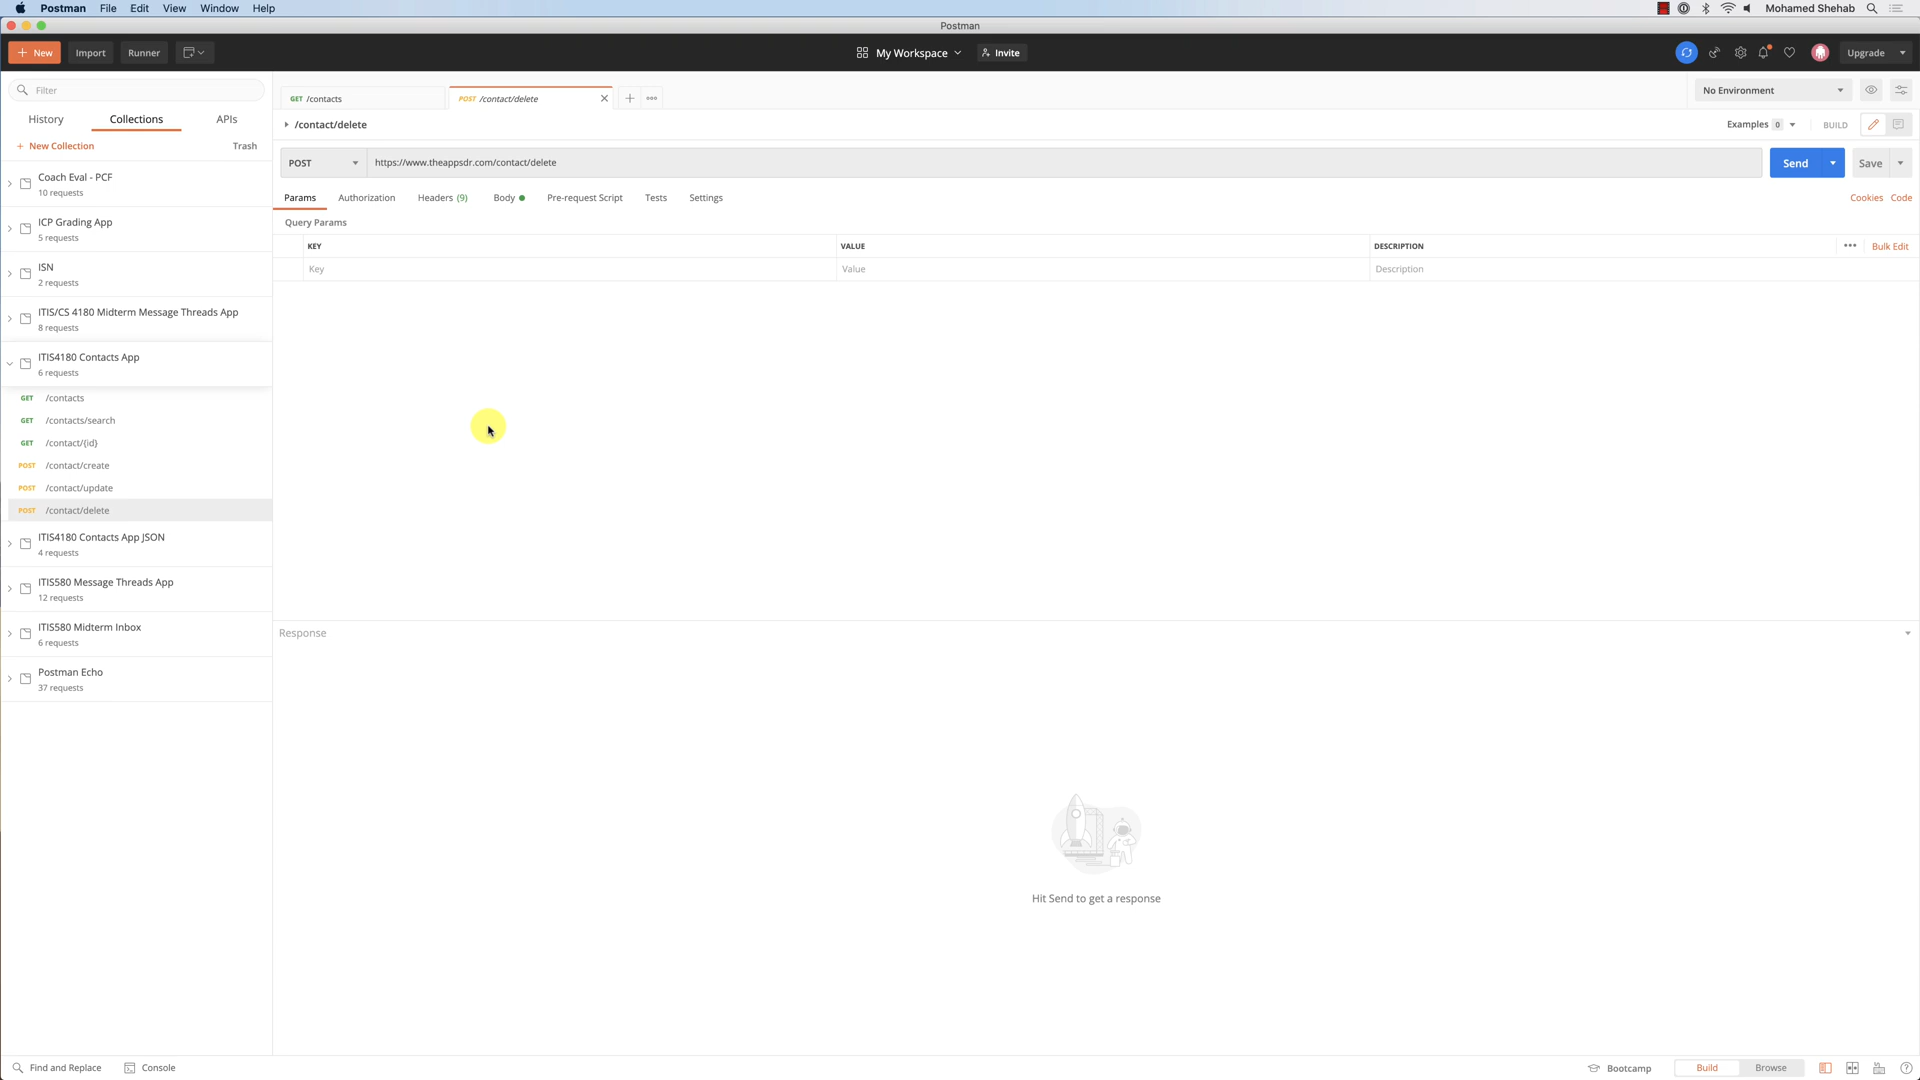 Postman File Edit View Window Help Mohamed Shehab
Postman
+ New Import Runner My Workspace Invite Upgrade
Filter
History Collections APIs
+ New Collection Trash
Coach Eval - PCF
10 requests
ICP Grading App
5 requests
ISN
2 requests
ITIS/CS 4180 Midterm Message Threads App
8 requests
ITIS4180 Contacts App
6 requests
GET /contacts
GET /contacts/search
GET /contact/{id}
POST /contact/create
POST /contact/update
POST /contact/delete
ITIS4180 Contacts App JSON
4 requests
ITIS580 Message Threads App
12 requests
ITIS580 Midterm Inbox
6 requests
Postman Echo
37 requests
GET /contacts POST /contact/delete No Environment
/contact/delete Examples 0 BUILD
POST https://www.theappsdr.com/contact/delete Send Save
Params Authorization Headers (9) Body Pre-request Script Tests Settings Cookies Code
Query Params
KEY VALUE DESCRIPTION Bulk Edit
Key Value Description
Response
Hit Send to get a response
Find and Replace Console Bootcamp Build Browse